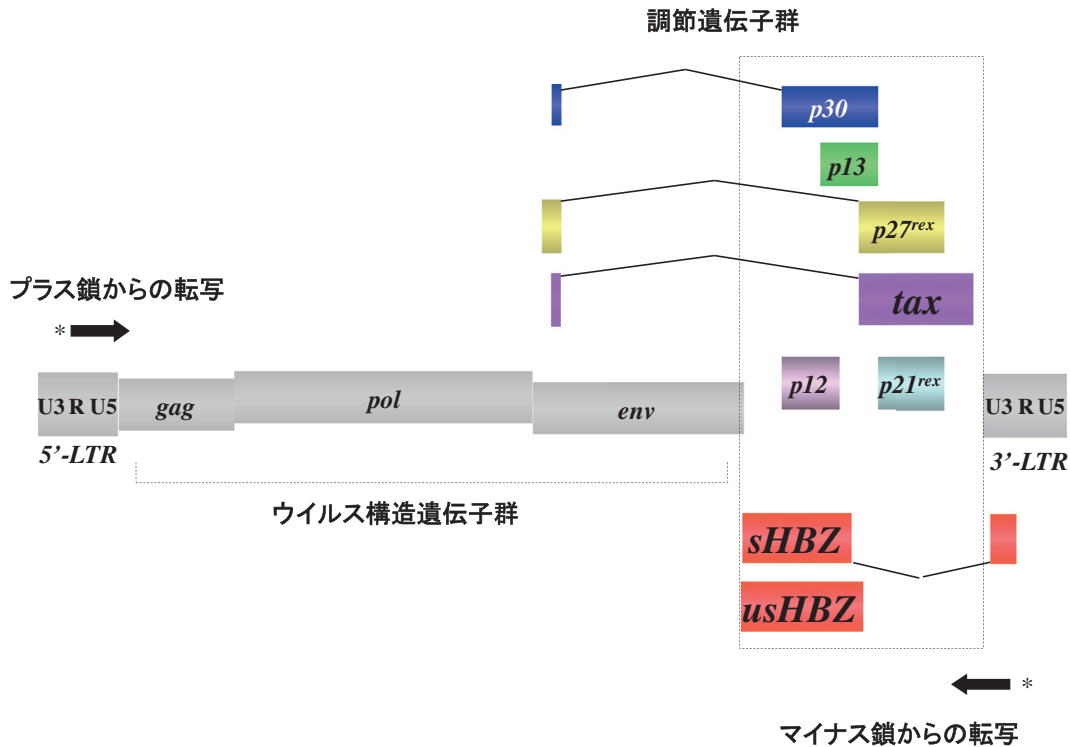 調節遺伝子群
p30
p13
p27rex
プラス鎖からの転写
tax
*
p12
p21rex
U3 R U5
gag
pol
env
U3 R U5
5’-LTR
3’-LTR
ウイルス構造遺伝子群
sHBZ
usHBZ
*
マイナス鎖からの転写